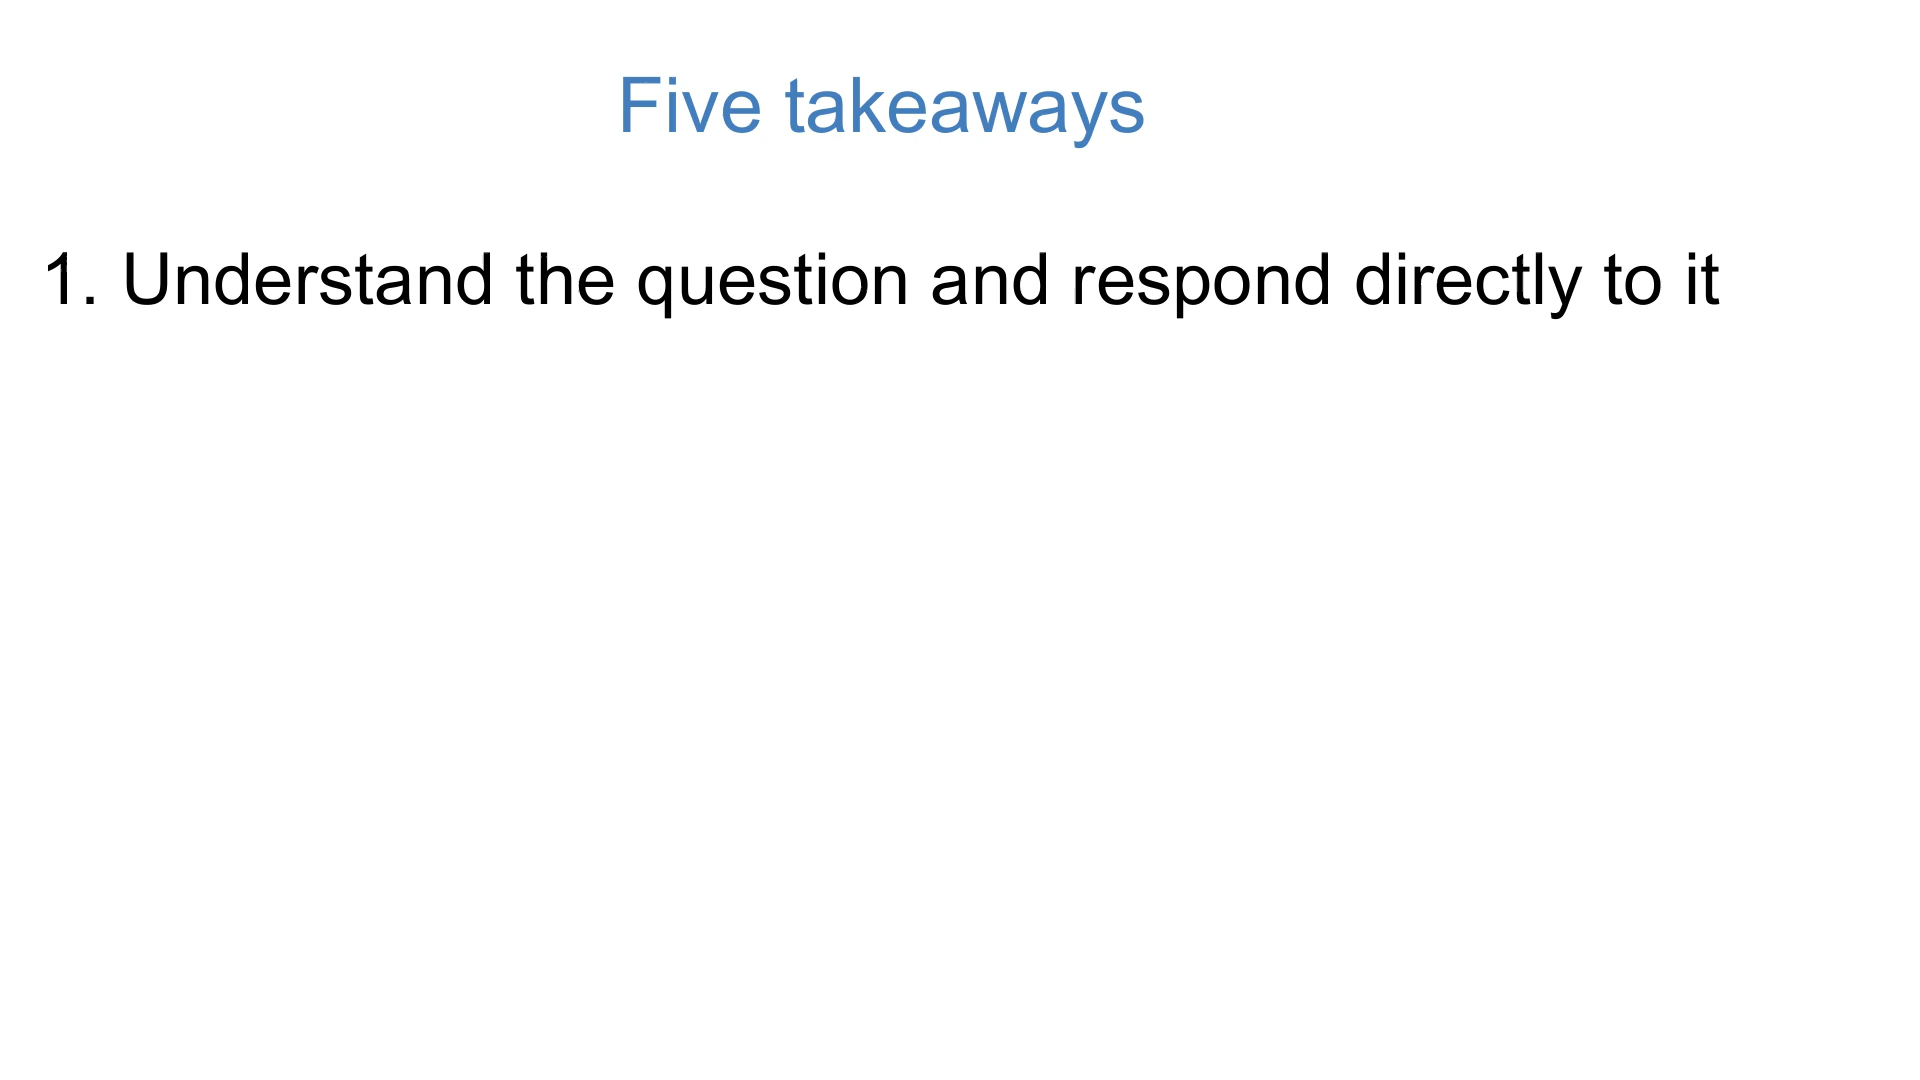 Five takeaways
1. Understand the question and respond directly to it